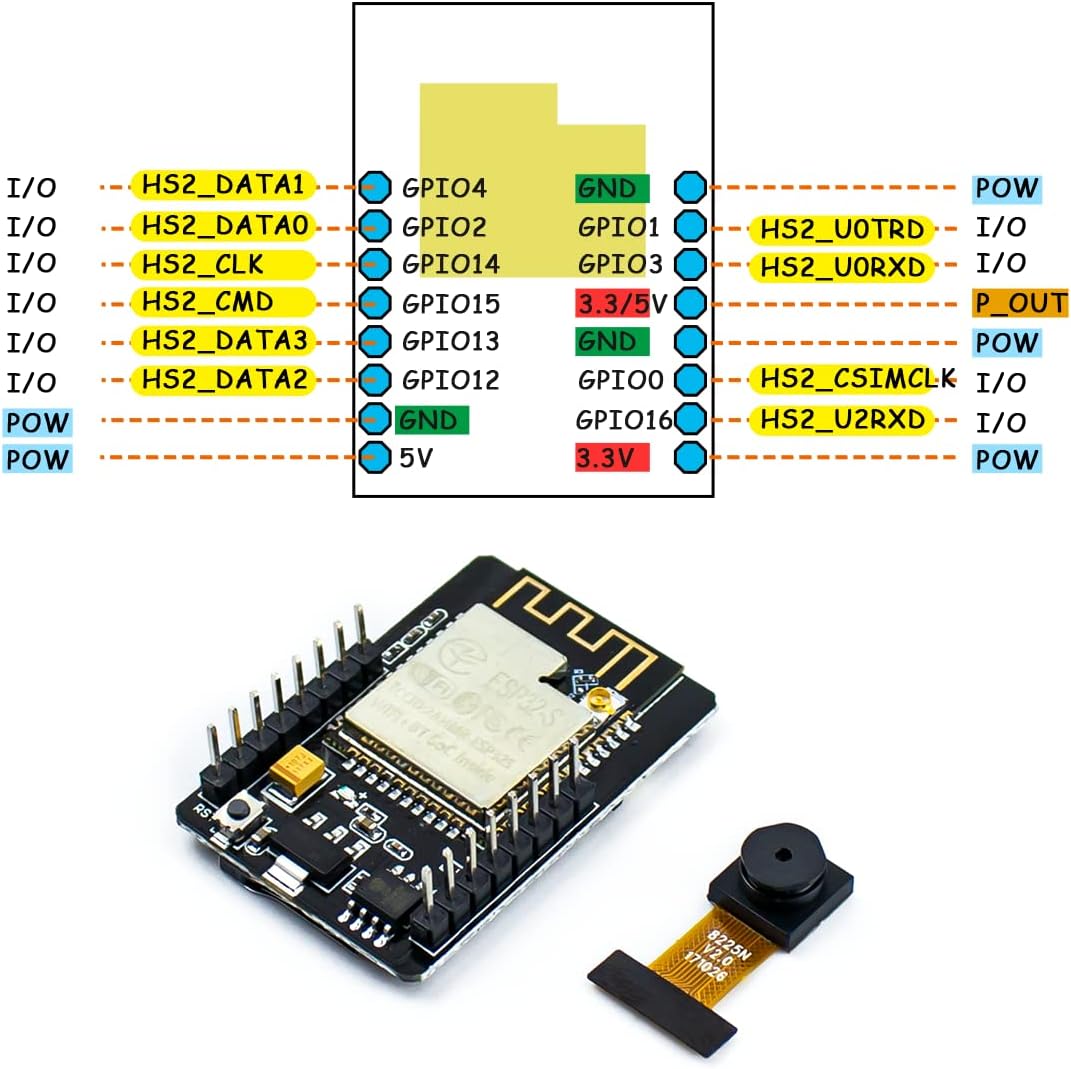 I/O HS2_DATA1 GPIO4 GND POW
I/O HS2_DATA0 GPIO2 GPIO1 HS2_U0TRD I/O
I/O HS2_CLK GPIO14 GPIO3 HS2_U0RXD I/O
I/O HS2_CMD GPIO15 3.3/5V P_OUT
I/O HS2_DATA3 GPIO13 GND POW
I/O HS2_DATA2 GPIO12 GPIO0 HS2_CSIMCLK I/O
POW GND GPIO16 HS2_U2RXD I/O
POW 5V 3.3V POW
ESP32-S
RS
8225N
V2.0
171026